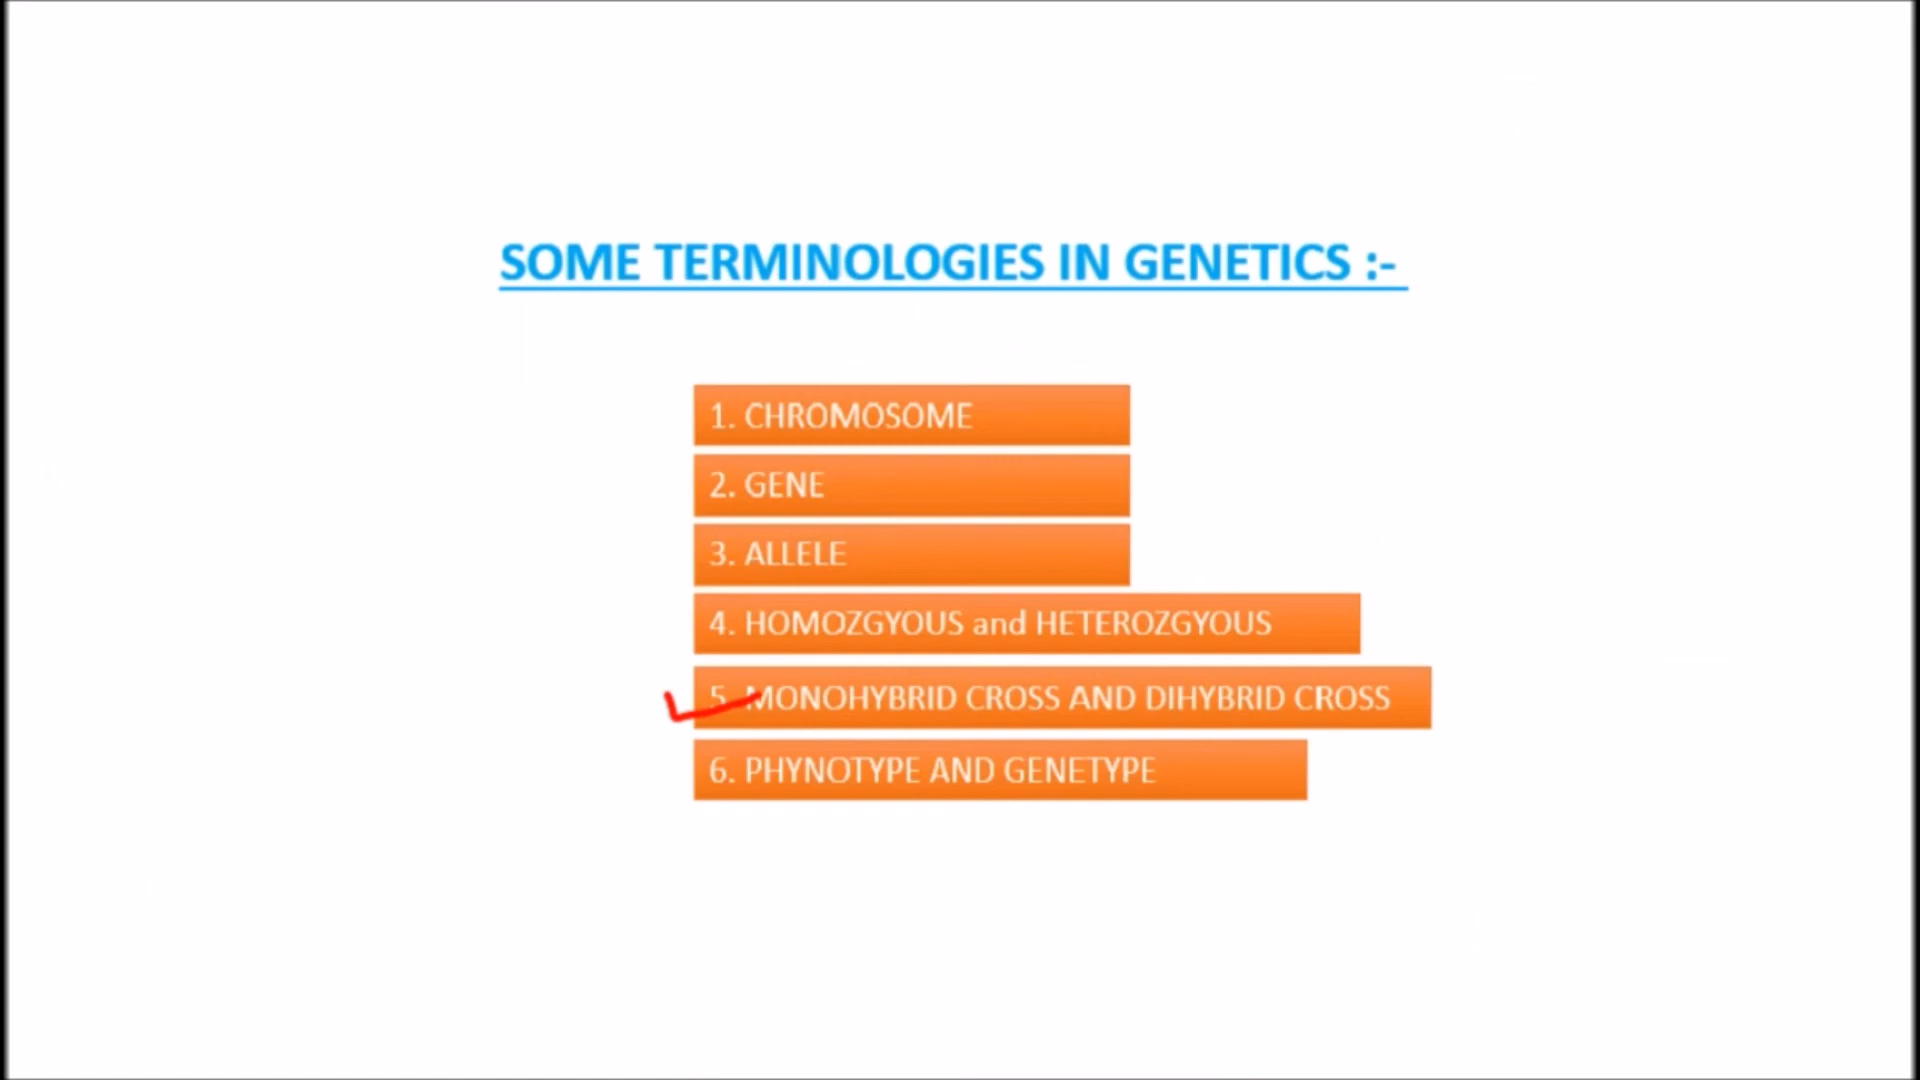 SOME TERMINOLOGIES IN GENETICS :-
1. CHROMOSOME
2. GENE
3. ALLELE
4. HOMOZGYOUS and HETEROZGYOUS
5. MONOHYBRID CROSS AND DIHYBRID CROSS
6. PHYNOTYPE AND GENETYPE